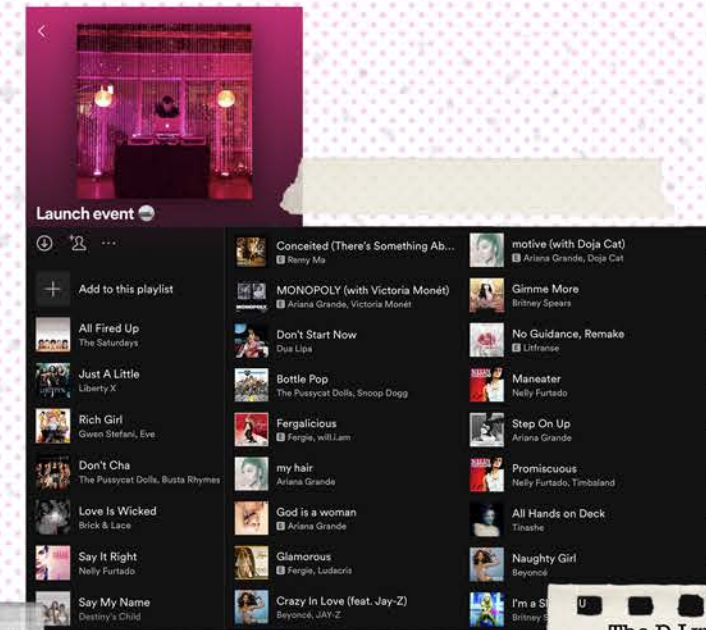 Launch event
Add to this playlist
All Fired Up
The Saturdays
Just A Little
Liberty X
Rich Girl
Gwen Stefani, Eve
Don't Cha
The Pussycat Dolls, Busta Rhymes
Love Is Wicked
Brick & Lace
Say It Right
Nelly Furtado
Say My Name
Destiny's Child
Conceited (There's Something Ab...
E Remy Ma
MONOPOLY (with Victoria Monét)
E Ariana Grande, Victoria Monét
Don't Start Now
Dua Lipa
Bottle Pop
The Pussycat Dolls, Snoop Dogg
Fergalicious
E Fergie, will.i.am
my hair
Ariana Grande
God is a woman
E Ariana Grande
Glamorous
E Fergie, Ludacris
Crazy In Love (feat. Jay-Z)
Beyoncé, JAY-Z
motive (with Doja Cat)
E Ariana Grande, Doja Cat
Gimme More
Britney Spears
No Guidance, Remake
E Litfranse
Maneater
Nelly Furtado
Step On Up
Ariana Grande
Promiscuous
Nelly Furtado, Timbaland
All Hands on Deck
Tinashe
Naughty Girl
Beyoncé
I'm a Sl
U
Britney S
The